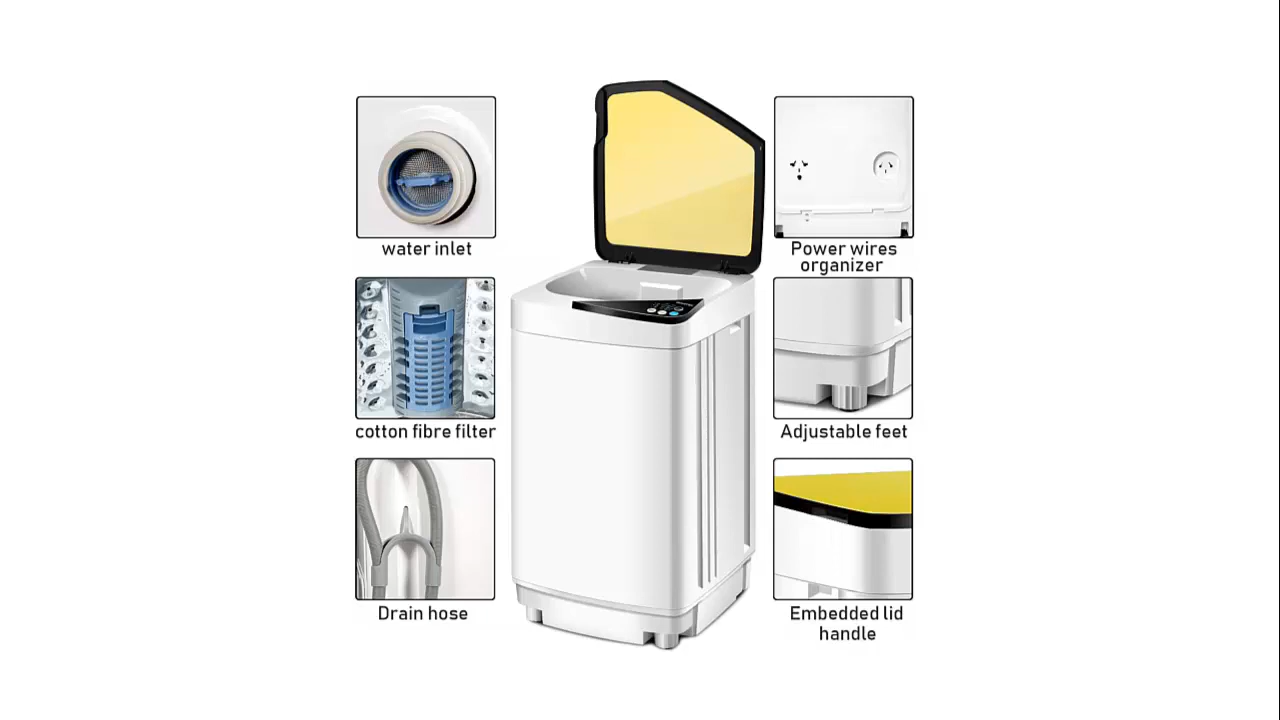 water inlet
Power wires
organizer
cotton fibre filter
Adjustable feet
Drain hose
Embedded lid
handle